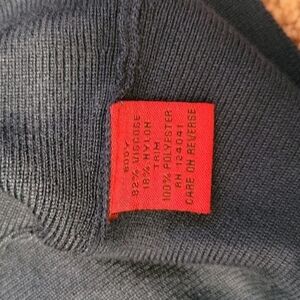 BODY
82% VISCOSE
18% NYLON
TRIM
100% POLYESTER
RN 124041
CARE ON REVERSE